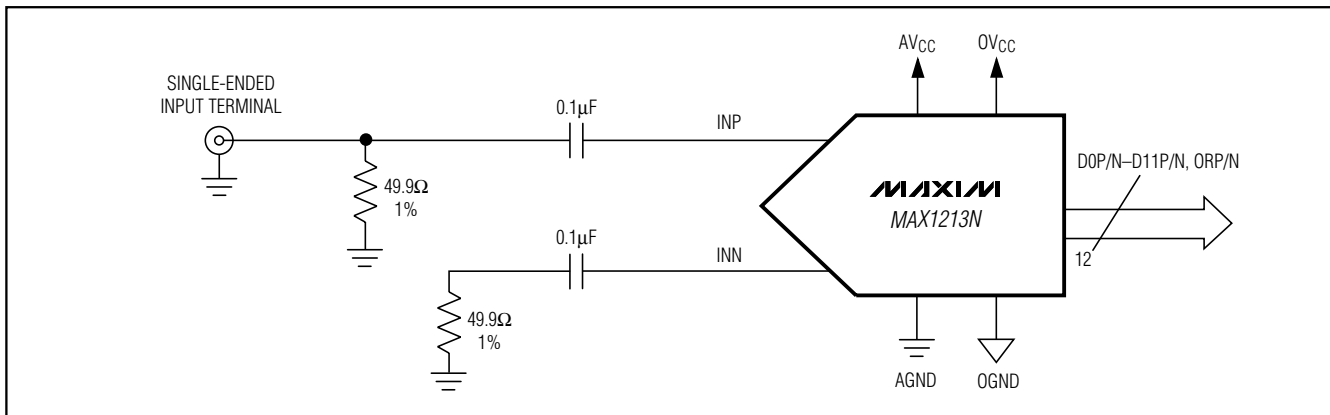 SINGLE-ENDED
INPUT TERMINAL
0.1µF
INP
49.9Ω
1%
0.1µF
INN
49.9Ω
1%
AVCC
OVCC
MAXIM
MAX1213N
D0P/N–D11P/N, ORP/N
12
AGND
OGND